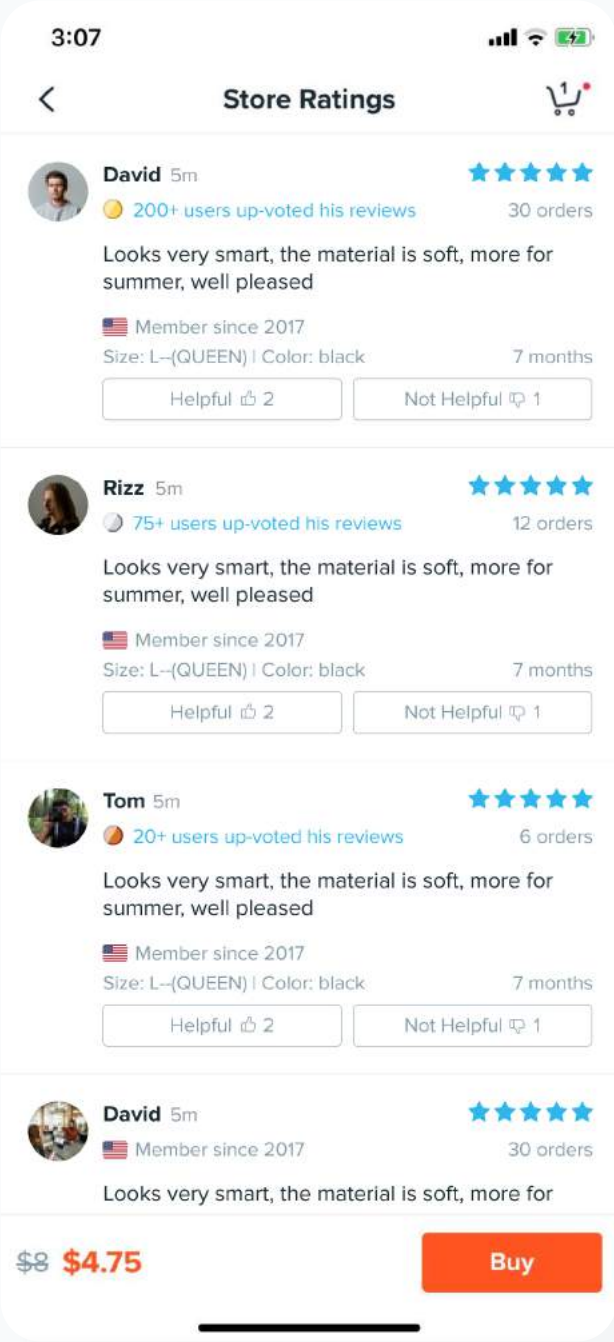 3:07
Store Ratings
1
David 5m
200+ users up-voted his reviews 30 orders
Looks very smart, the material is soft, more for
summer, well pleased
Member since 2017
Size: L--(QUEEN) | Color: black 7 months
Helpful 2 Not Helpful 1
Rizz 5m
75+ users up-voted his reviews 12 orders
Looks very smart, the material is soft, more for
summer, well pleased
Member since 2017
Size: L--(QUEEN) | Color: black 7 months
Helpful 2 Not Helpful 1
Tom 5m
20+ users up-voted his reviews 6 orders
Looks very smart, the material is soft, more for
summer, well pleased
Member since 2017
Size: L--(QUEEN) | Color: black 7 months
Helpful 2 Not Helpful 1
David 5m
Member since 2017 30 orders
Looks very smart, the material is soft, more for
$8 $4.75 Buy